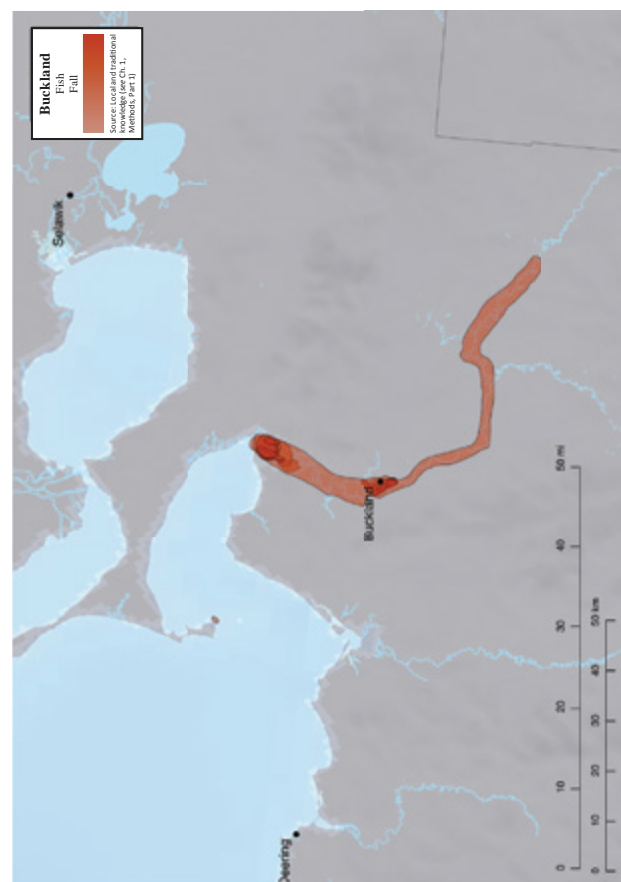 Buckland
Fish
Fall
Source: Local and traditional
knowledge (see Ch. 1,
Methods, Part 1)
Selawik
Buckland
Deering
0 10 20 30 40 50 mi
0 10 20 30 40 50 km